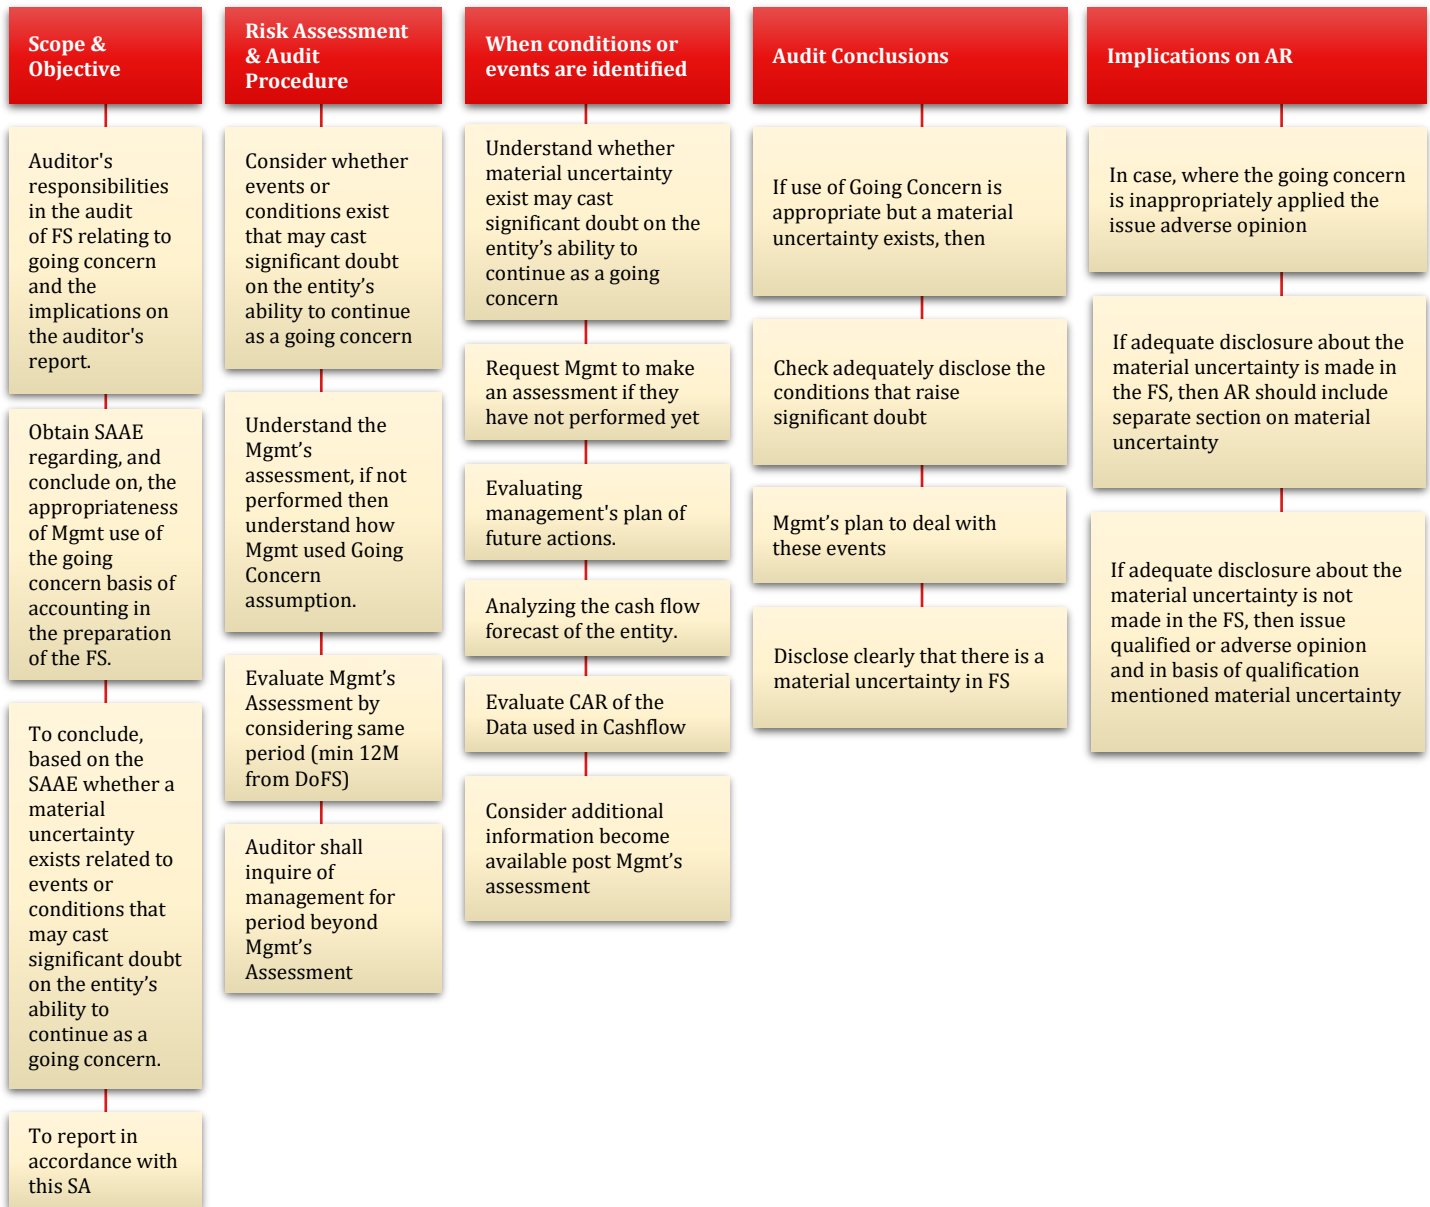 Scope &
Objective
Auditor's
responsibilities
in the audit
of FS relating to
going concern
and the
implications on
the auditor's
report.
Obtain SAAE
regarding, and
conclude on, the
appropriateness
of Mgmt use of
the going
concern basis of
accounting in
the preparation
of the FS.
To conclude,
based on the
SAAE whether a
material
uncertainty
exists related to
events or
conditions that
may cast
significant doubt
on the entity’s
ability to
continue as a
going concern.
To report in
accordance with
this SA
Risk Assessment
& Audit
Procedure
Consider whether
events or
conditions exist
that may cast
significant doubt
on the entity’s
ability to continue
as a going concern
Understand the
Mgmt’s
assessment, if not
performed then
understand how
Mgmt used Going
Concern
assumption.
Evaluate Mgmt’s
Assessment by
considering same
period (min 12M
from DoFS)
Auditor shall
inquire of
management for
period beyond
Mgmt’s
Assessment
When conditions or
events are identified
Understand whether
material uncertainty
exist may cast
significant doubt on the
entity’s ability to
continue as a going
concern
Request Mgmt to make
an assessment if they
have not performed yet
Evaluating
management's plan of
future actions.
Analyzing the cash flow
forecast of the entity.
Evaluate CAR of the
Data used in Cashflow
Consider additional
information become
available post Mgmt’s
assessment
Audit Conclusions
If use of Going Concern is
appropriate but a material
uncertainty exists, then
Check adequately disclose the
conditions that raise
significant doubt
Mgmt’s plan to deal with
these events
Disclose clearly that there is a
material uncertainty in FS
Implications on AR
In case, where the going concern
is inappropriately applied the
issue adverse opinion
If adequate disclosure about the
material uncertainty is made in
the FS, then AR should include
separate section on material
uncertainty
If adequate disclosure about the
material uncertainty is not
made in the FS, then issue
qualified or adverse opinion
and in basis of qualification
mentioned material uncertainty